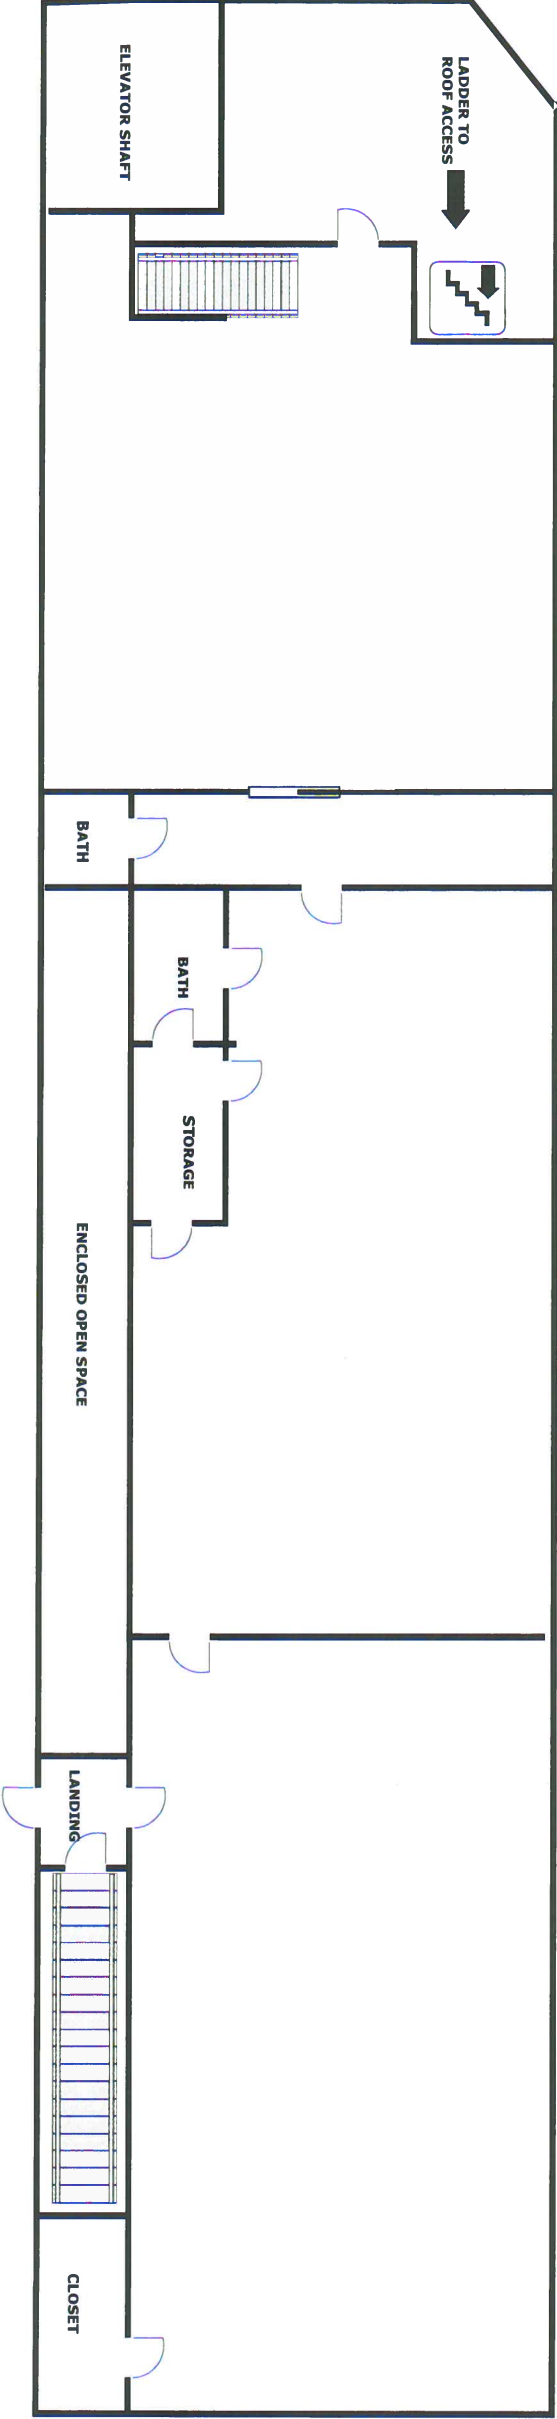 ELEVATOR SHAFT
LADDER TO
ROOF ACCESS
BATH
BATH
STORAGE
ENCLOSED OPEN SPACE
LANDING
CLOSET